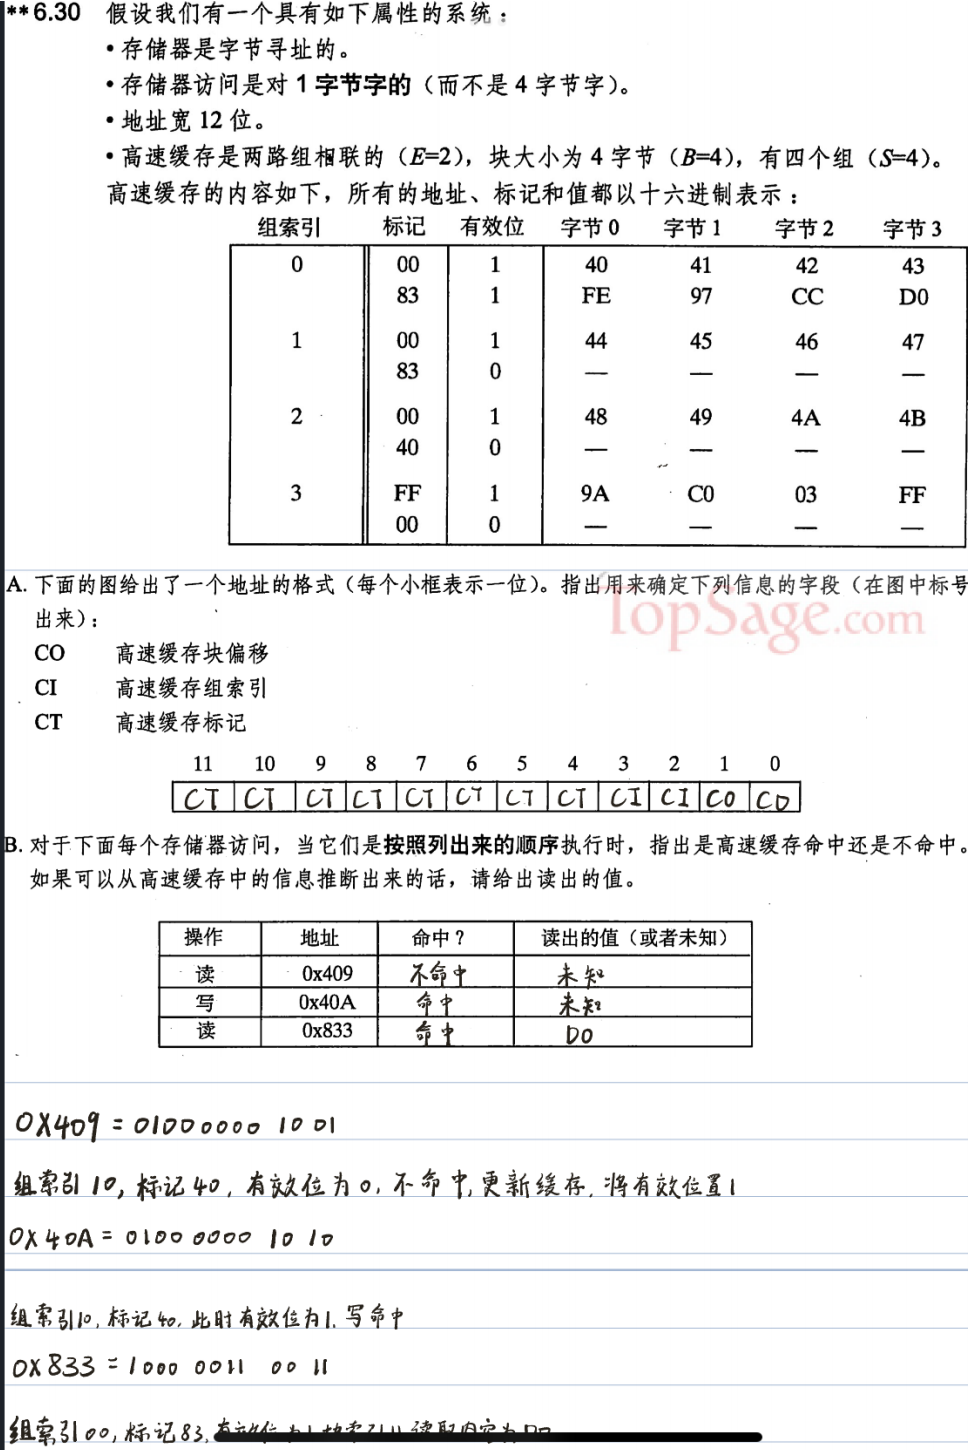 **6.30 假设我们有一个具有如下属性的系统：
• 存储器是字节寻址的。
• 存储器访问是对 1 字节字的（而不是 4 字节字）。
• 地址宽 12 位。
• 高速缓存是两路组相联的（E=2），块大小为 4 字节（B=4），有四个组（S=4）。
高速缓存的内容如下，所有的地址、标记和值都以十六进制表示：
组索引 标记 有效位 字节 0 字节 1 字节 2 字节 3
0 00 1 40 41 42 43
83 1 FE 97 CC D0
1 00 1 44 45 46 47
83 0 — — — —
2 00 1 48 49 4A 4B
40 0 — — — —
3 FF 1 9A C0 03 FF
00 0 — — — —
A. 下面的图给出了一个地址的格式（每个小框表示一位）。指出用来确定下列信息的字段（在图中标号
出来）：
TopSage.com
CO 高速缓存块偏移
CI 高速缓存组索引
CT 高速缓存标记
11 10 9 8 7 6 5 4 3 2 1 0
CT CT CT CT CT CT CT CT CI CI CO CO
B. 对于下面每个存储器访问，当它们是按照列出来的顺序执行时，指出是高速缓存命中还是不命中。
如果可以从高速缓存中的信息推断出来的话，请给出读出的值。
操作 地址 命中？ 读出的值（或者未知）
读 0x409 不命中 未知
写 0x40A 命中 未知
读 0x833 命中 D0
0X409 = 01000000 10 01
组索引 10, 标记 40, 有效位为 0, 不命中, 更新缓存, 将有效位置1
0X40A = 0100 0000 10 10
组索引10, 标记 40, 此时有效位为1, 写命中
0X833 = 1000 0011 00 11
组索引 00, 标记 83,